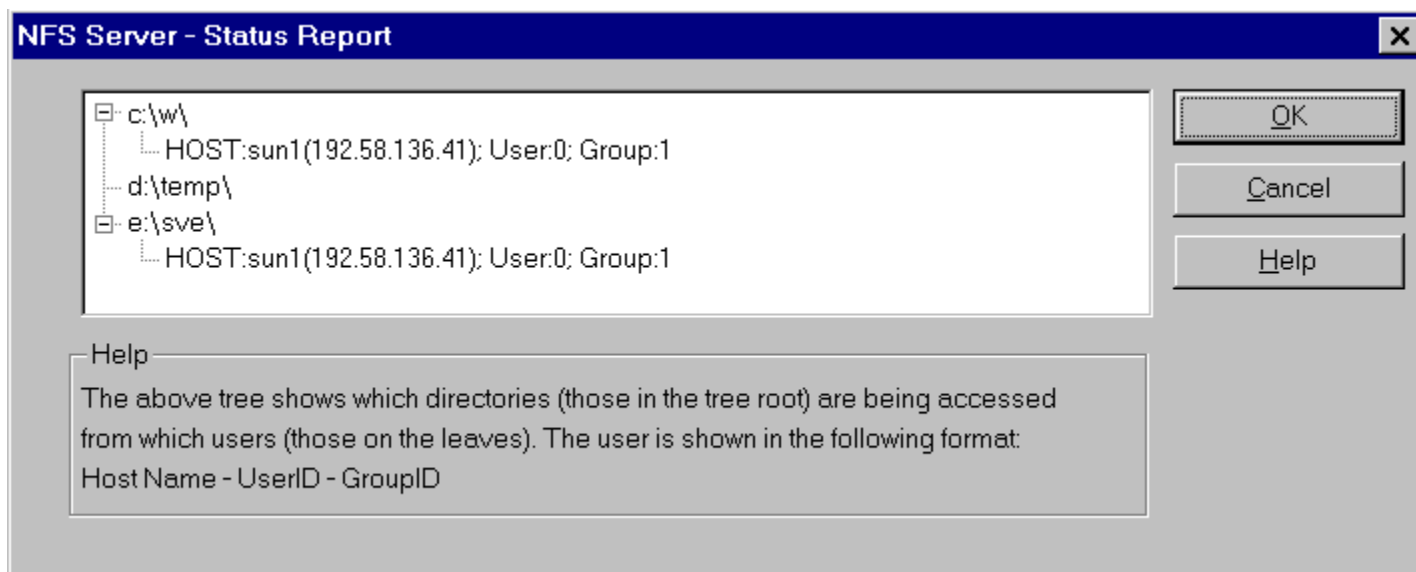 NFS Server - Status Report
c:\w\
HOST:sun1(192.58.136.41); User:0; Group:1
d:\temp\
e:\sve\
HOST:sun1(192.58.136.41); User:0; Group:1
OK
Cancel
Help
Help
The above tree shows which directories (those in the tree root) are being accessed
from which users (those on the leaves). The user is shown in the following format:
Host Name - UserID - GroupID